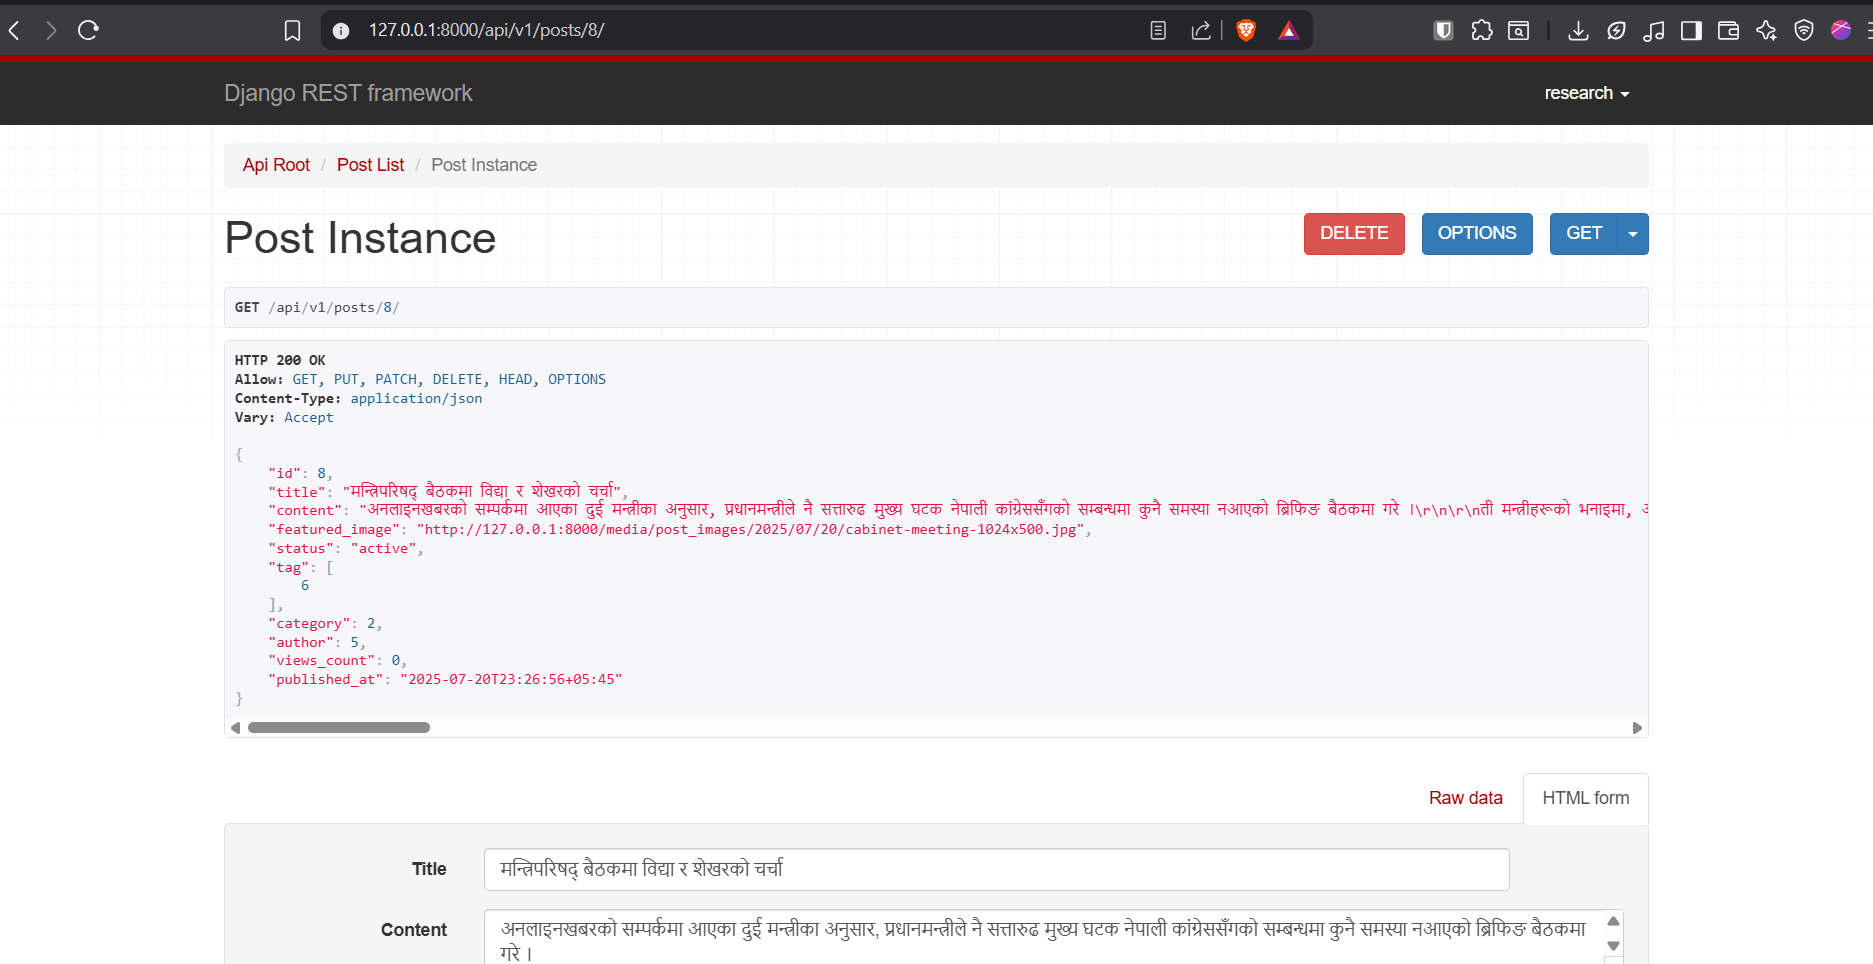 127.0.0.1:8000/api/v1/posts/8/
Django REST framework
research
Api Root / Post List / Post Instance
Post Instance
DELETE
OPTIONS
GET
GET /api/v1/posts/8/
HTTP 200 OK
Allow: GET, PUT, PATCH, DELETE, HEAD, OPTIONS
Content-Type: application/json
Vary: Accept
{
"id": 8,
"title": "मन्त्रिपरिषद् बैठकमा विद्या र शेखरको चर्चा",
"content": "अनलाइनखबरको सम्पर्कमा आएका दुई मन्त्रीका अनुसार, प्रधानमन्त्रीले नै सत्तारुढ मुख्य घटक नेपाली कांग्रेससँगको सम्बन्धमा कुनै समस्या नआएको ब्रिफिङ बैठकमा गरे ।\r\n\r\nती मन्त्रीहरूको भनाइमा,
"featured_image": "http://127.0.0.1:8000/media/post_images/2025/07/20/cabinet-meeting-1024x500.jpg",
"status": "active",
"tag": [
6
],
"category": 2,
"author": 5,
"views_count": 0,
"published_at": "2025-07-20T23:26:56+05:45"
}
Raw data
HTML form
Title
मन्त्रिपरिषद् बैठकमा विद्या र शेखरको चर्चा
Content
अनलाइनखबरको सम्पर्कमा आएका दुई मन्त्रीका अनुसार, प्रधानमन्त्रीले नै सत्तारुढ मुख्य घटक नेपाली कांग्रेससँगको सम्बन्धमा कुनै समस्या नआएको ब्रिफिङ बैठकमा
गरे ।